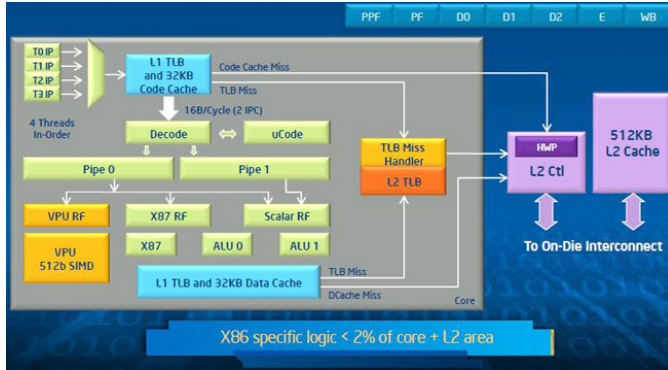 PPF PF D0 D1 D2 E WB
T0 IP
T1 IP
T2 IP
T3 IP
4 Threads
In-Order
L1 TLB
and 32KB
Code Cache
Code Cache Miss
TLB Miss
16B/Cycle (2 IPC)
Decode
uCode
Pipe 0
Pipe 1
TLB Miss
Handler
L2 TLB
HWP
L2 Ctl
512KB
L2 Cache
VPU RF
X87 RF
Scalar RF
VPU
512b SIMD
X87
ALU 0
ALU 1
To On-Die Interconnect
L1 TLB and 32KB Data Cache
TLB Miss
DCache Miss
Core
X86 specific logic < 2% of core + L2 area